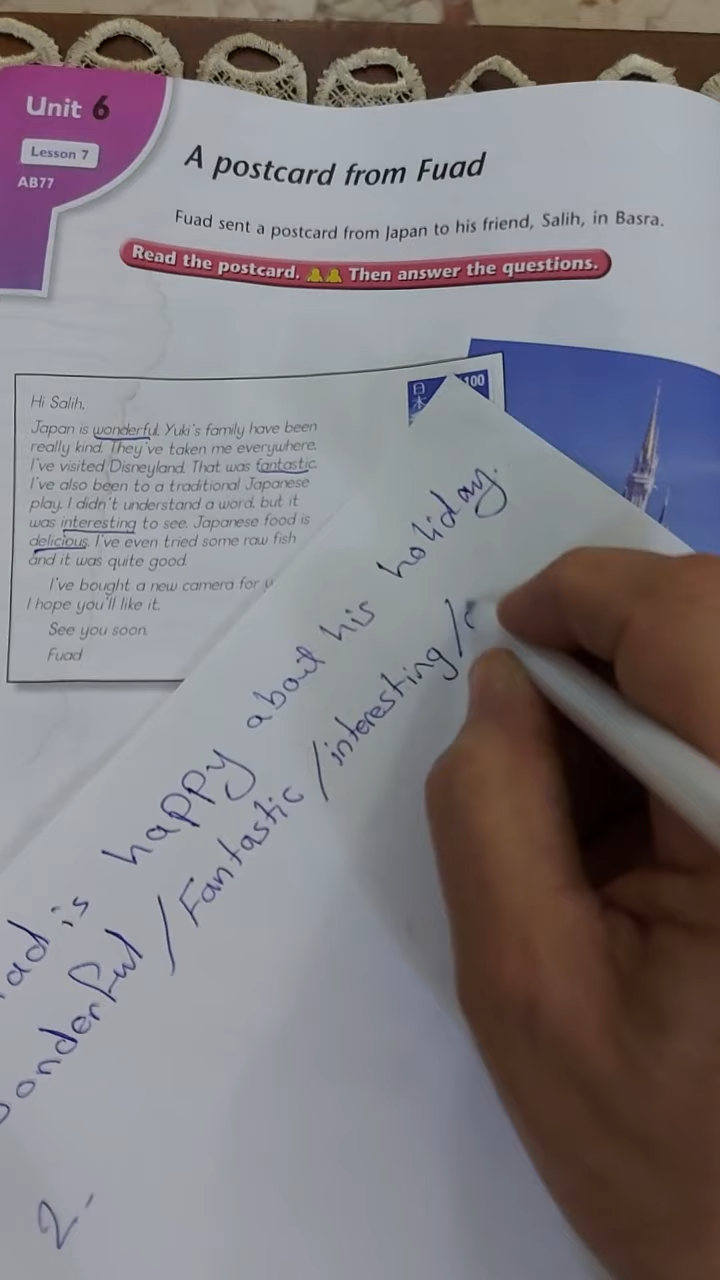 Unit 6
Lesson 7
AB77
A postcard from Fuad
Fuad sent a postcard from Japan to his friend, Salih, in Basra.
Read the postcard. Then answer the questions.
Hi Salih,
Japan is wonderful. Yuki's family have been
really kind. They've taken me everywhere.
I've visited Disneyland. That was fantastic.
I've also been to a traditional Japanese
play. I didn't understand a word, but it
was interesting to see. Japanese food is
delicious. I've even tried some raw fish
and it was quite good.
I've bought a new camera for
I hope you'll like it.
See you soon.
Fuad
日本
100
is happy about his holiday.
wonderful / Fantastic / interesting /
2-